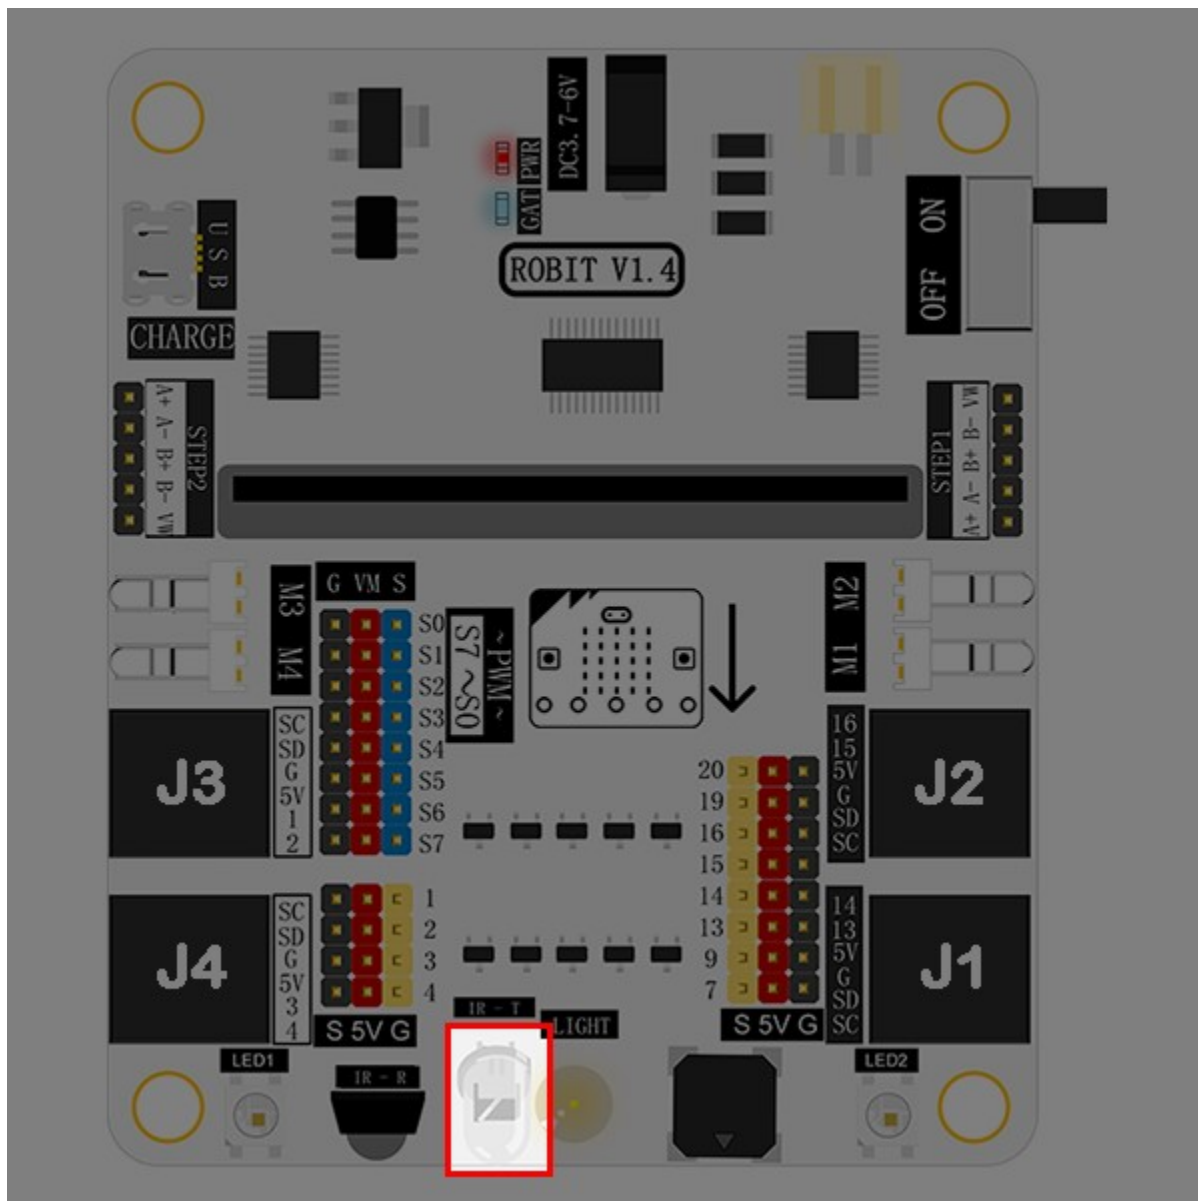 DC3.7-6V
PWR
GAT
ROBIT V1.4
USB
CHARGE
ON
OFF
A+ A- B+ B- VW
STEP2
STEP1
A+ A- B+ B- VW
G VM S
M3 M4
S0
S1
S2
S3
S4
S5
S6
S7
~PWM~
S7~S0
M1 M2
J3
SC
SD
G
5V
1
2
20
19
16
15
14
13
9
7
16
15
5V
G
SD
SC
J2
J4
SC
SD
G
5V
3
4
1
2
3
4
14
13
5V
G
SD
SC
J1
S 5V G
IR - T
LIGHT
S 5V G
LED1
IR - R
LED2